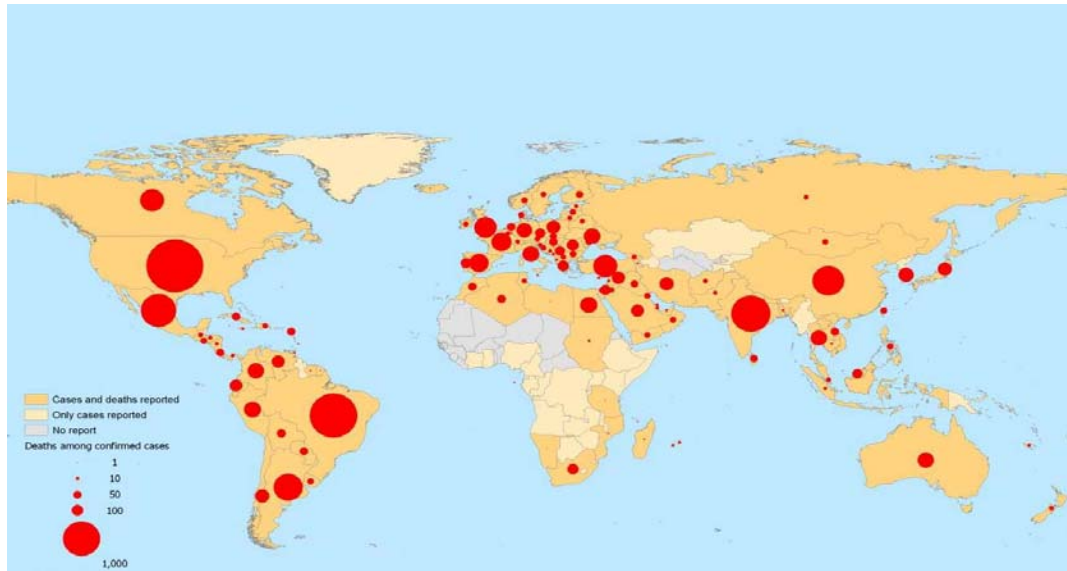 Cases and deaths reported
Only cases reported
No report
Deaths among confirmed cases
1
10
50
100
1,000